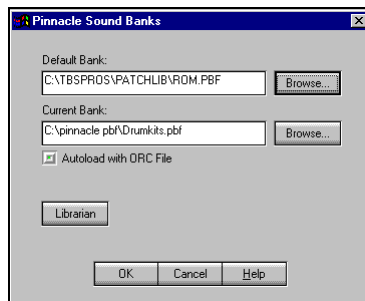 Pinnacle Sound Banks
Default Bank:
C:\TBSPROS\PATCHLIB\ROM.PBF
Browse...
Current Bank:
C:\pinnacle pbf\Drumkits.pbf
Browse...
Autoload with ORC File
Librarian
OK Cancel Help